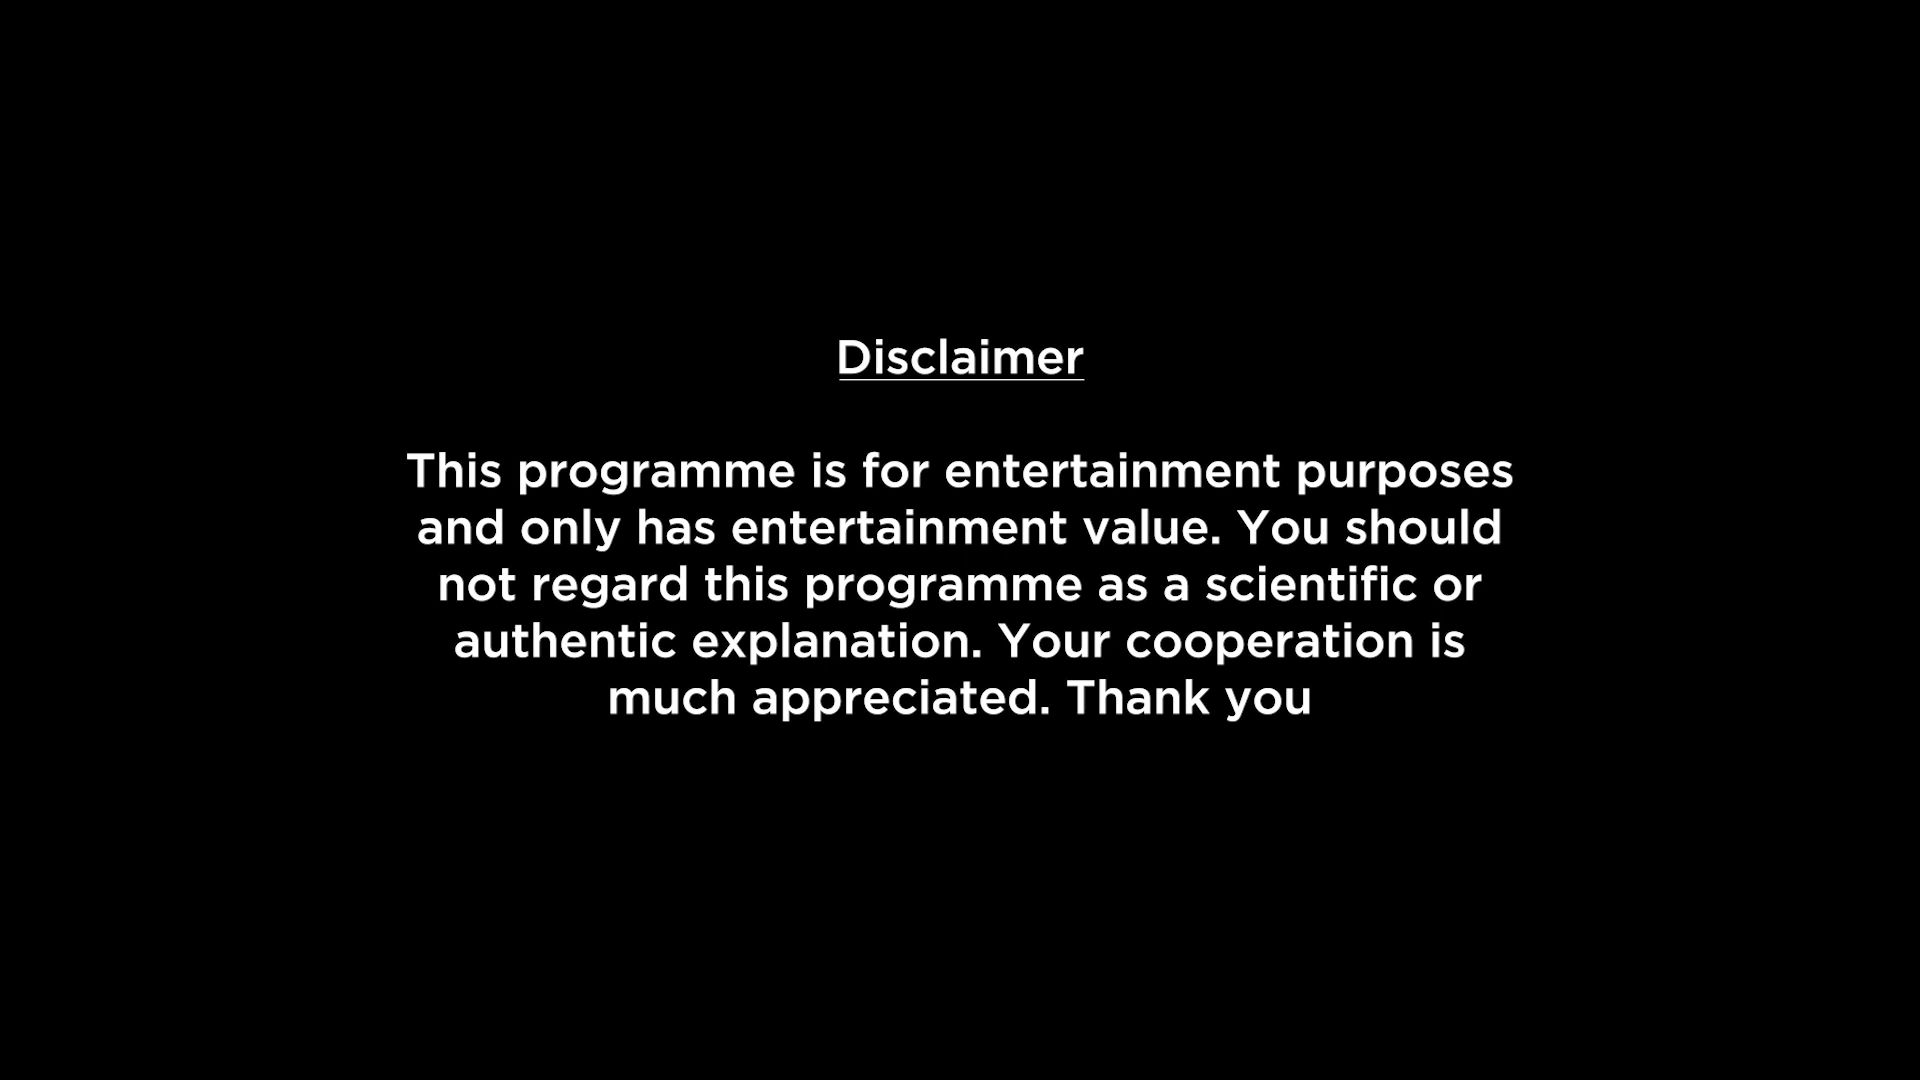 Disclaimer
This programme is for entertainment purposes
and only has entertainment value. You should
not regard this programme as a scientific or
authentic explanation. Your cooperation is
much appreciated. Thank you